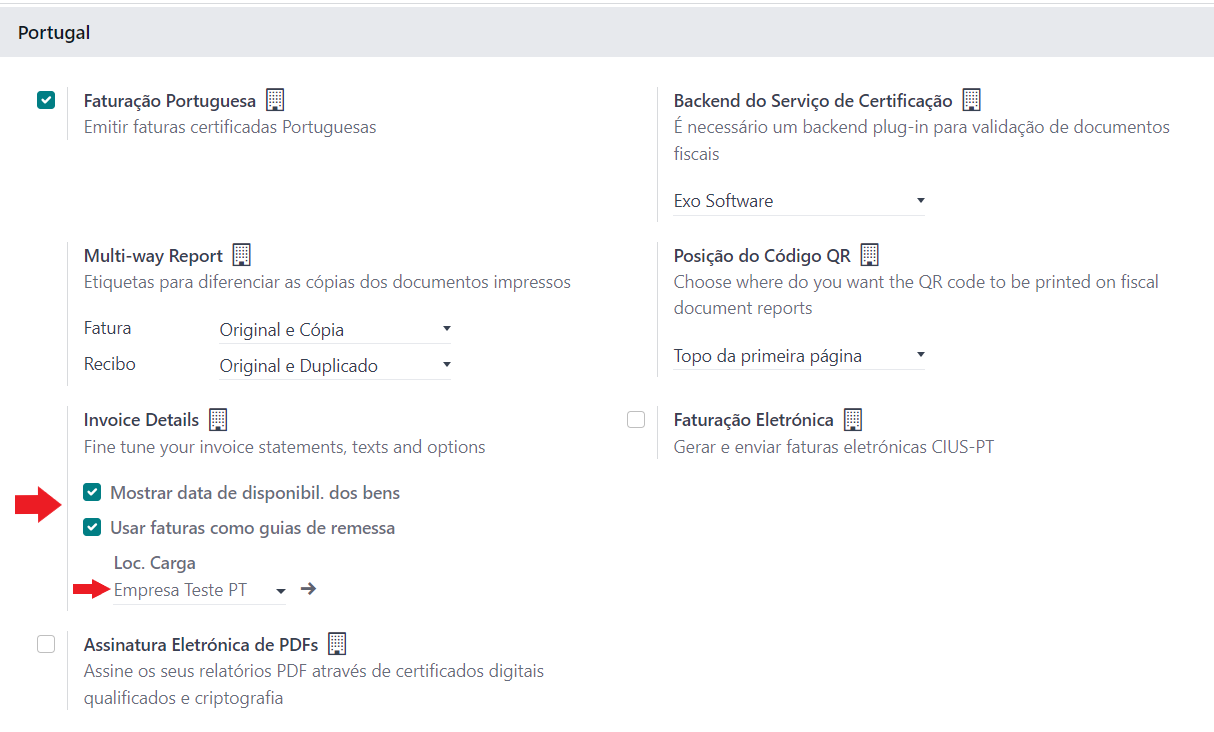 Portugal
Faturação Portuguesa
Emitir faturas certificadas Portuguesas
Backend do Serviço de Certificação
É necessário um backend plug-in para validação de documentos
fiscais
Exo Software
Multi-way Report
Etiquetas para diferenciar as cópias dos documentos impressos
Fatura
Original e Cópia
Recibo
Original e Duplicado
Posição do Código QR
Choose where do you want the QR code to be printed on fiscal
document reports
Topo da primeira página
Invoice Details
Fine tune your invoice statements, texts and options
Mostrar data de disponibil. dos bens
Usar faturas como guias de remessa
Loc. Carga
Empresa Teste PT
Faturação Eletrónica
Gerar e enviar faturas eletrónicas CIUS-PT
Assinatura Eletrónica de PDFs
Assine os seus relatórios PDF através de certificados digitais
qualificados e criptografia